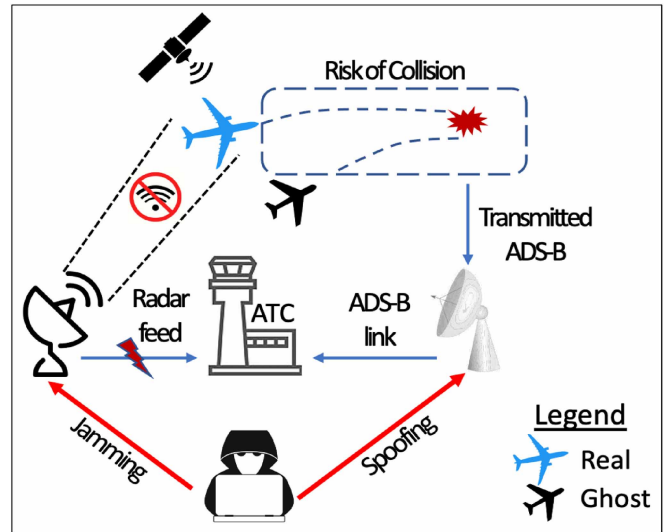 Risk of Collision
Transmitted
ADS-B
Radar
feed
ATC
ADS-B
link
Jamming
Spoofing
Legend
Real
Ghost